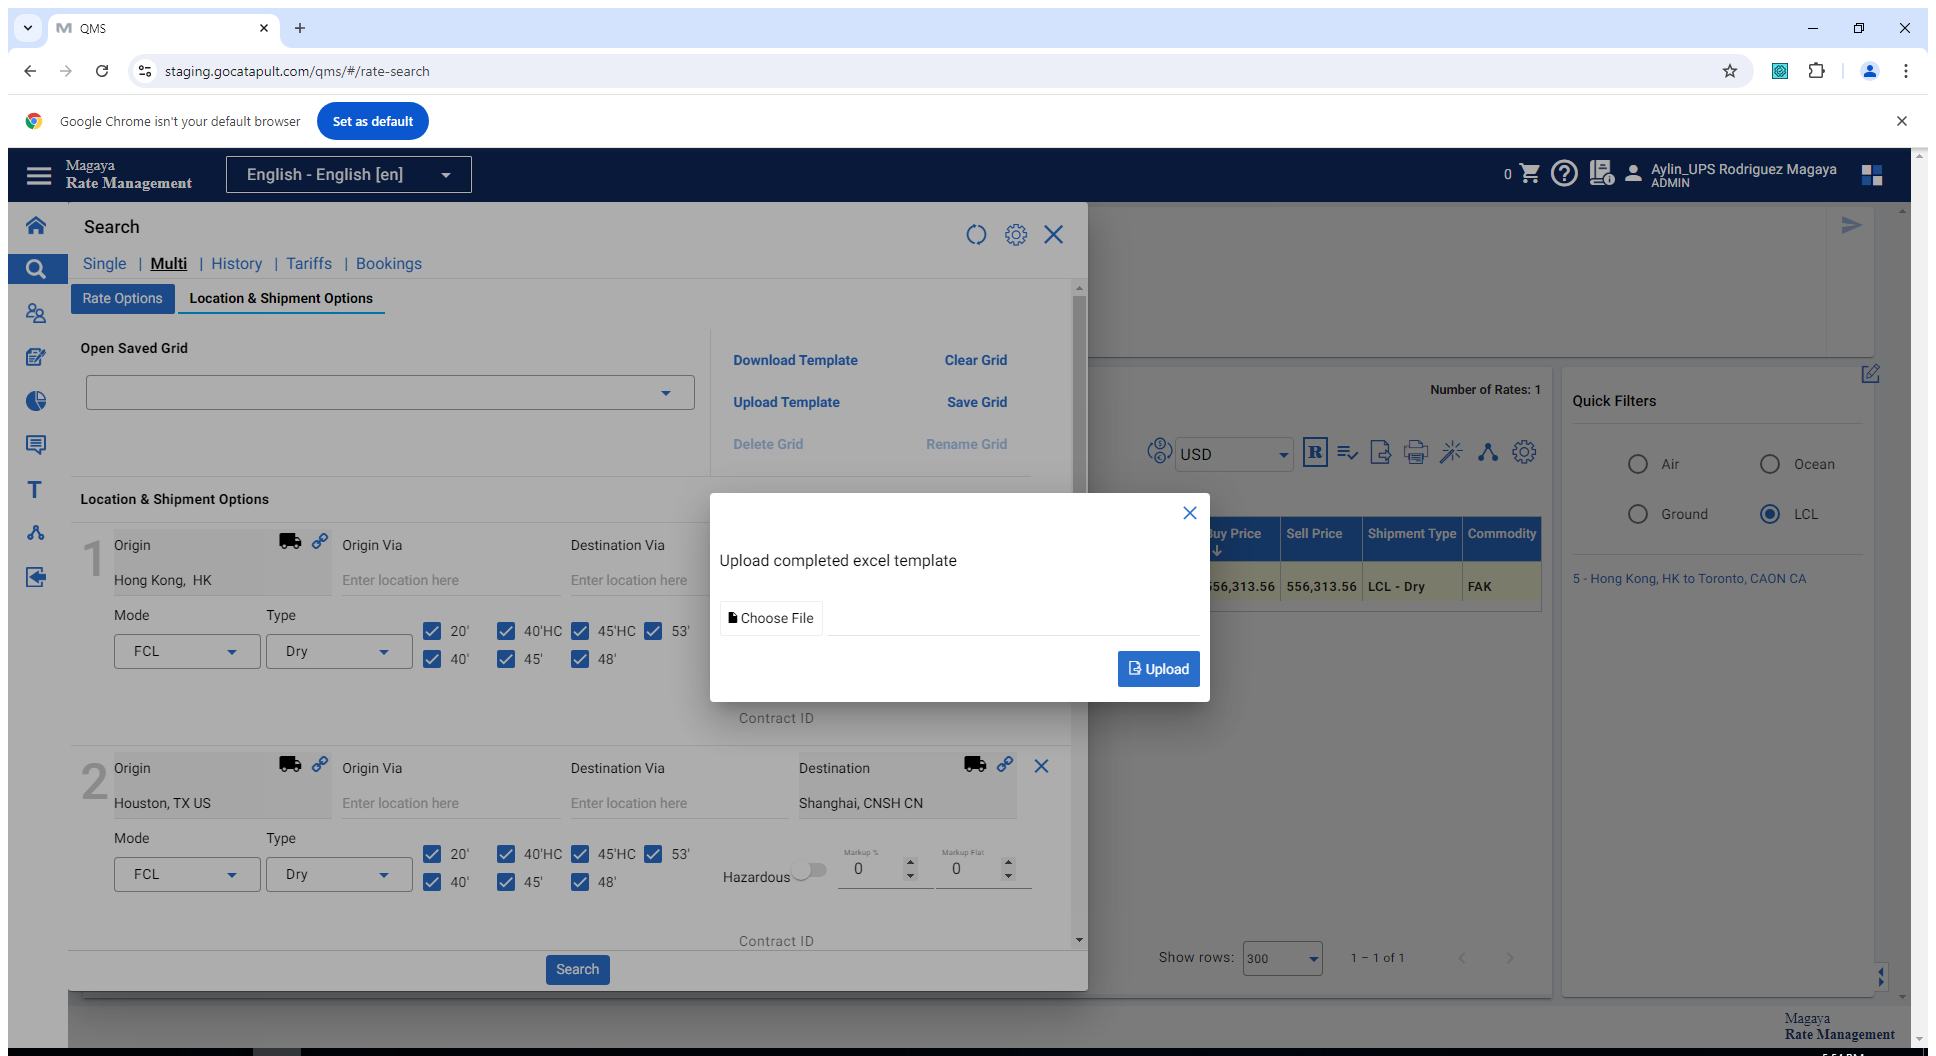 QMS
staging.gocatapult.com/qms/#/rate-search
Google Chrome isn't your default browser
Set as default
Magaya
Rate Management
English - English [en]
0
Aylin_UPS Rodriguez Magaya
ADMIN
Search
Single | Multi | History | Tariffs | Bookings
Rate Options
Location & Shipment Options
Open Saved Grid
Download Template
Clear Grid
Upload Template
Save Grid
Delete Grid
Rename Grid
Number of Rates: 1
Quick Filters
USD
R
Air
Ocean
Ground
LCL
5 - Hong Kong, HK to Toronto, CAON CA
Location & Shipment Options
1
Origin
Origin Via
Destination Via
Hong Kong, HK
Enter location here
Enter location here
Mode
Type
FCL
Dry
20'
40'HC
45'HC
53'
40'
45'
48'
Contract ID
Upload completed excel template
Choose File
Upload
Buy Price
Sell Price
Shipment Type
Commodity
556,313.56
556,313.56
LCL - Dry
FAK
2
Origin
Origin Via
Destination Via
Destination
Houston, TX US
Enter location here
Enter location here
Shanghai, CNSH CN
Mode
Type
FCL
Dry
20'
40'HC
45'HC
53'
40'
45'
48'
Hazardous
Markup %
0
Markup Flat
0
Contract ID
Search
Show rows:
300
1 – 1 of 1
Magaya
Rate Management
T